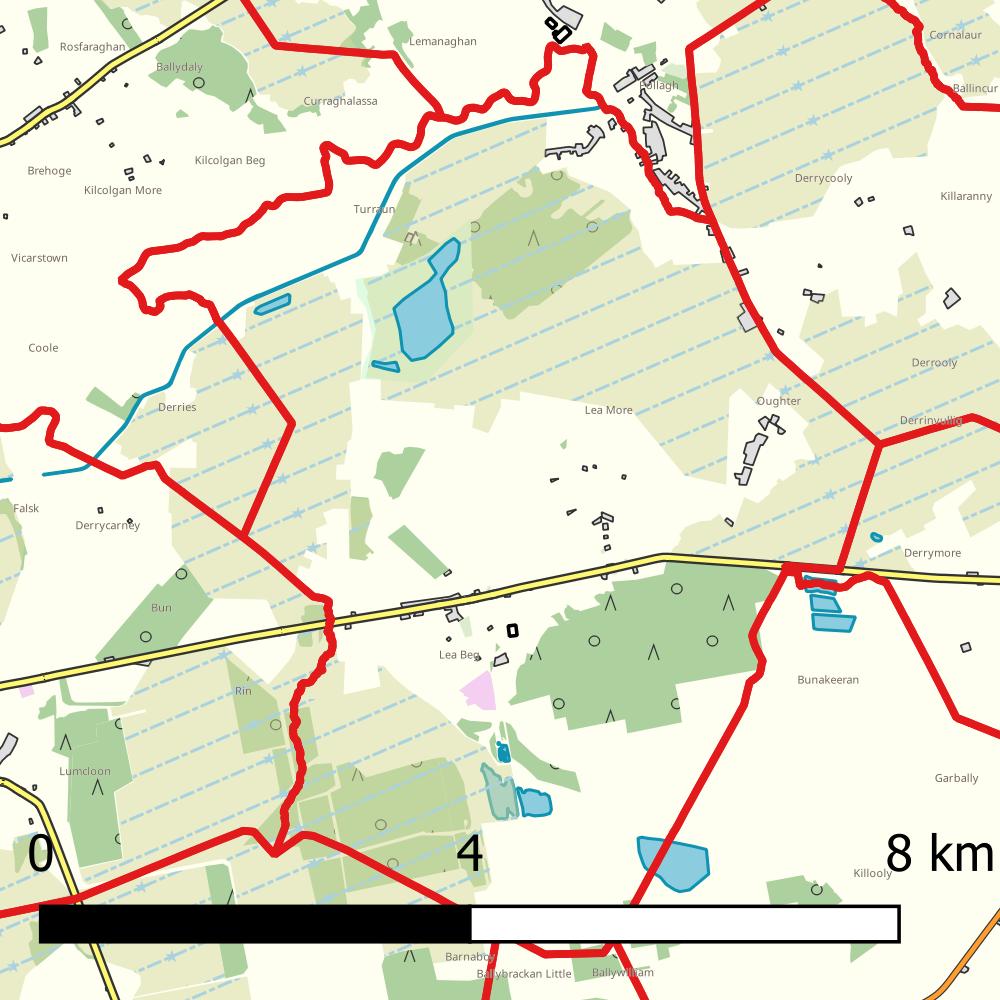 Cornalaur
Lemanaghan
Rosfaraghan
Ballydaly
Pollagh
Ballincur
Curraghalassa
Kilcolgan Beg
Brehoge
Derrycooly
Kilcolgan More
Killaranny
Turraun
Vicarstown
Coole
Derrooly
Oughter
Derries
Lea More
Derrinvullig
Falsk
Derrycarney
Derrymore
Bun
Lea Beg
Bunakeeran
Rin
Lumcloon
Garbally
0 4 8 km
Killooly
Barnaboy
Ballybrackan Little
Ballywilliam